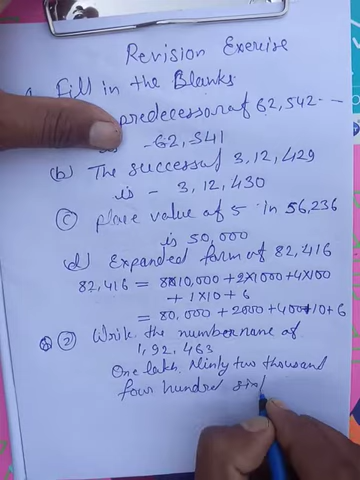 Revision Exercise
Fill in the Blanks
predecessor of 62,542 --
- 62,541
(b) The successor of 3,12,429
is - 3,12,430
(c) place value of 5 in 56,236
is 50,000
(d) Expanded form of 82,416
82,416 = 8×10,000 + 2×1000 + 4×100
+ 1×10 + 6
= 80,000 + 2000 + 400 + 10 + 6
(2) Write the number name of
1,92,463
One lakh Ninty two thousand
four hundred six